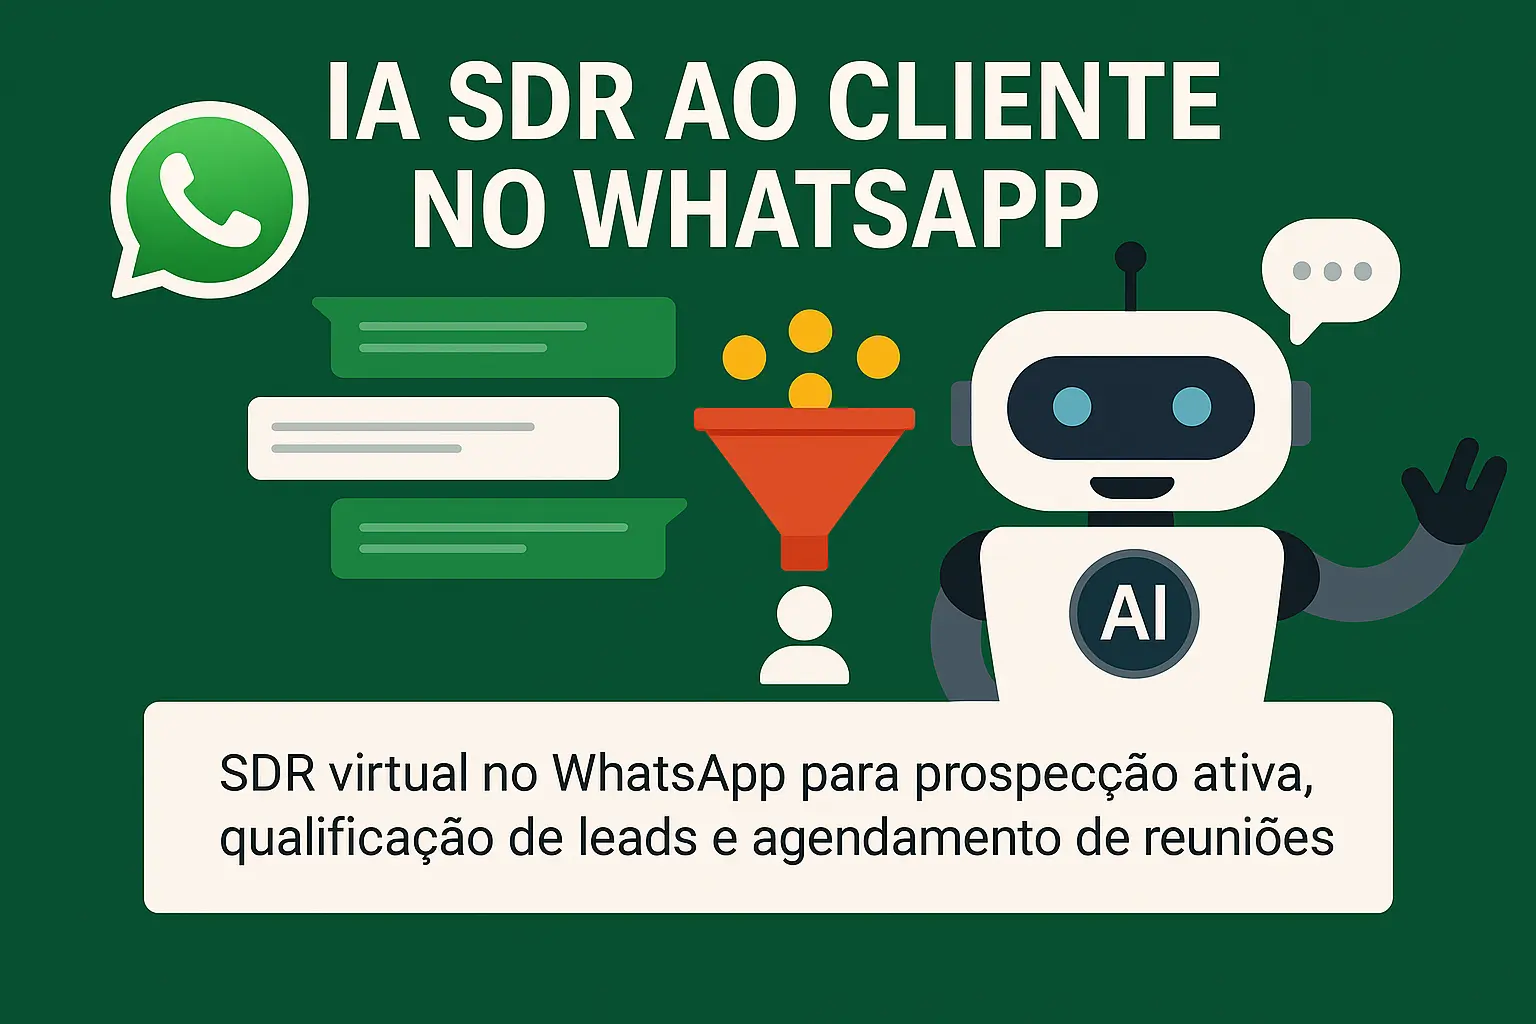 IA SDR AO CLIENTE
NO WHATSAPP
AI
SDR virtual no WhatsApp para prospecção ativa,
qualificação de leads e agendamento de reuniões